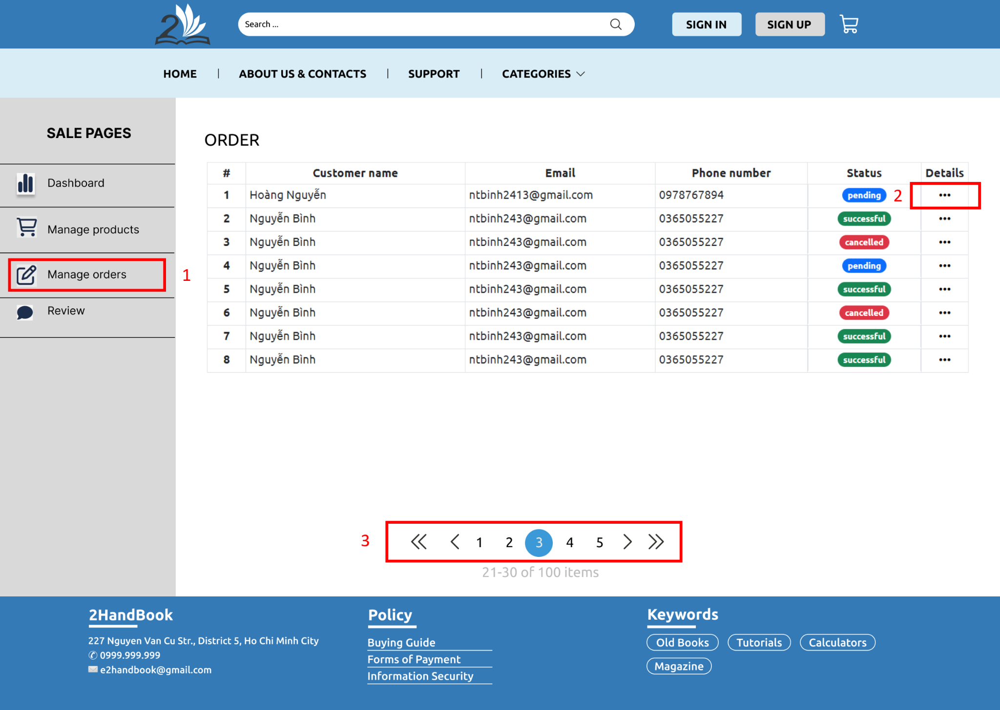 2
Search ...
SIGN IN
SIGN UP
HOME | ABOUT US & CONTACTS | SUPPORT | CATEGORIES
SALE PAGES
Dashboard
Manage products
Manage orders
1
Review
ORDER
# Customer name Email Phone number Status Details
1 Hoàng Nguyễn ntbinh2413@gmail.com 0978767894 pending 2 •••
2 Nguyễn Bình ntbinh243@gmail.com 0365055227 successful •••
3 Nguyễn Bình ntbinh243@gmail.com 0365055227 cancelled •••
4 Nguyễn Bình ntbinh243@gmail.com 0365055227 pending •••
5 Nguyễn Bình ntbinh243@gmail.com 0365055227 successful •••
6 Nguyễn Bình ntbinh243@gmail.com 0365055227 cancelled •••
7 Nguyễn Bình ntbinh243@gmail.com 0365055227 successful •••
8 Nguyễn Bình ntbinh243@gmail.com 0365055227 successful •••
3
1 2 3 4 5
21-30 of 100 items
2HandBook
227 Nguyen Van Cu Str., District 5, Ho Chi Minh City
✆ 0999.999.999
e2handbook@gmail.com
Policy
Buying Guide
Forms of Payment
Information Security
Keywords
Old Books Tutorials Calculators
Magazine